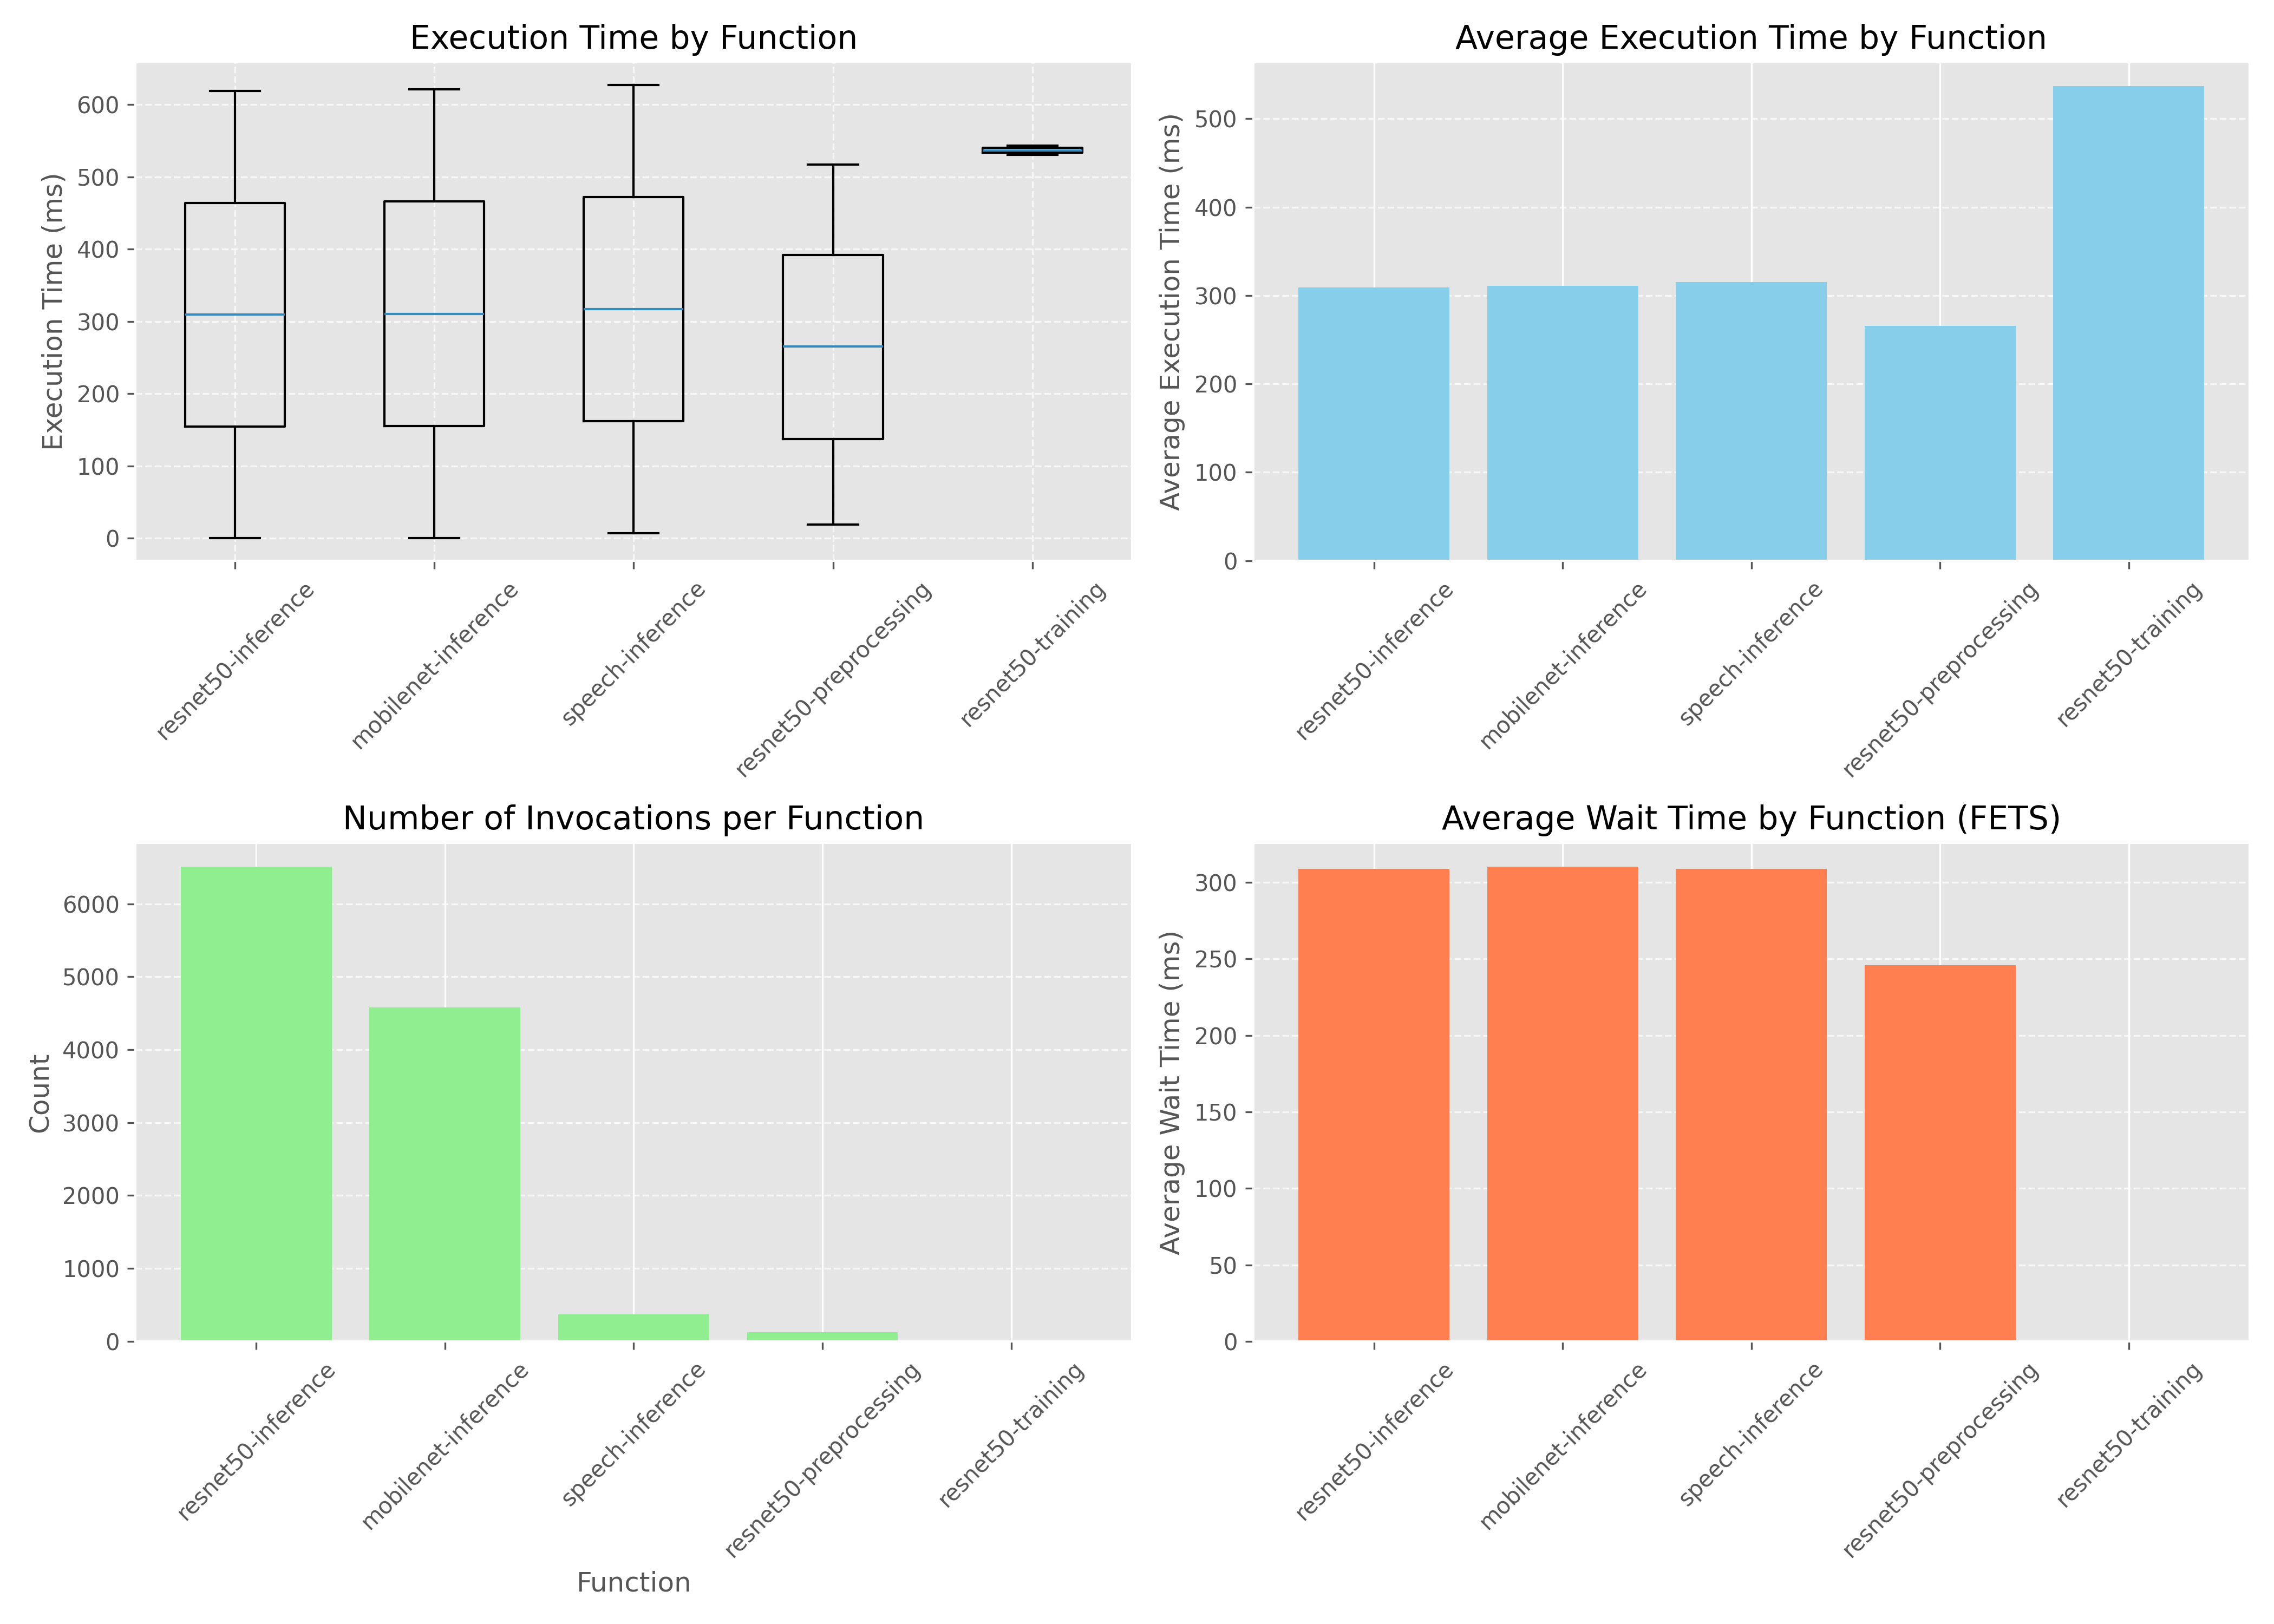 Execution Time by Function
Execution Time (ms)
600
500
400
300
200
100
0
resnet50-inference
mobilenet-inference
speech-inference
resnet50-preprocessing
resnet50-training
Average Execution Time by Function
Average Execution Time (ms)
500
400
300
200
100
0
resnet50-inference
mobilenet-inference
speech-inference
resnet50-preprocessing
resnet50-training
Number of Invocations per Function
Count
6000
5000
4000
3000
2000
1000
0
resnet50-inference
mobilenet-inference
speech-inference
resnet50-preprocessing
resnet50-training
Function
Average Wait Time by Function (FETS)
Average Wait Time (ms)
300
250
200
150
100
50
0
resnet50-inference
mobilenet-inference
speech-inference
resnet50-preprocessing
resnet50-training